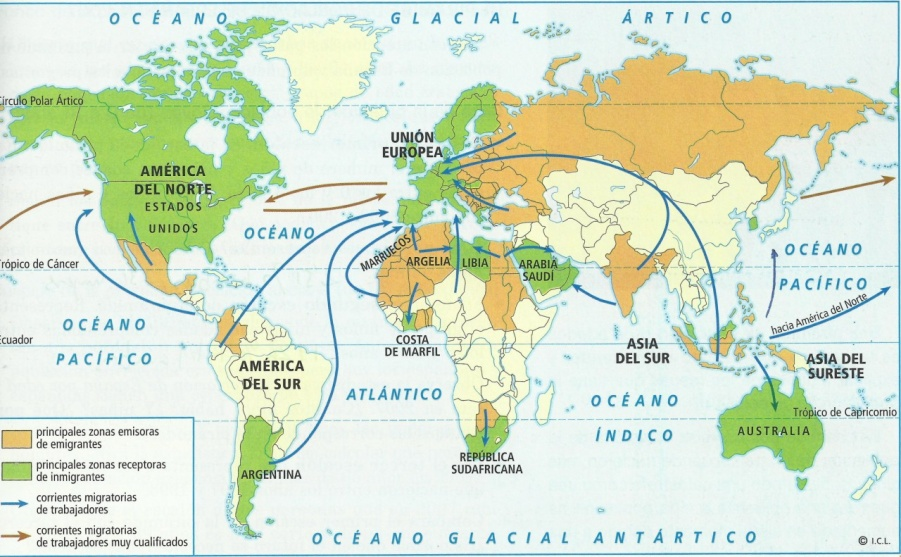 OCÉANO GLACIAL ÁRTICO
Círculo Polar Ártico
UNIÓN
EUROPEA
AMÉRICA
DEL NORTE
ESTADOS
UNIDOS
OCÉANO
MARRUECOS
ARGELIA
LIBIA
ARABIA
SAUDÍ
Trópico de Cáncer
OCÉANO
PACÍFICO
hacia América del Norte
OCÉANO
PACÍFICO
Ecuador
COSTA
DE MARFIL
ASIA
DEL SUR
ASIA DEL
SURESTE
AMÉRICA
DEL SUR
ATLÁNTICO
OCÉANO
ÍNDICO
Trópico de Capricornio
AUSTRALIA
REPÚBLICA
SUDAFRICANA
ARGENTINA
principales zonas emisoras
de emigrantes
principales zonas receptoras
de inmigrantes
corrientes migratorias
de trabajadores
corrientes migratorias
de trabajadores muy cualificados
OCÉANO GLACIAL ANTÁRTICO
© I.C.L.